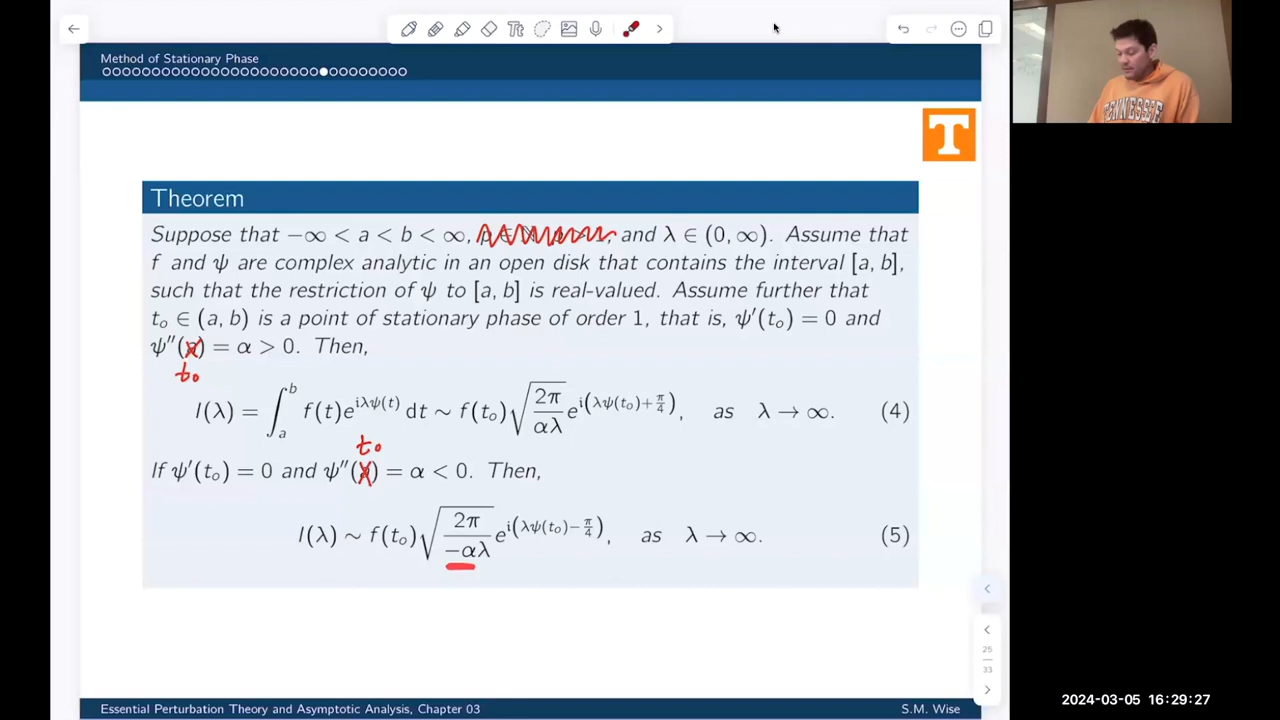 Method of Stationary Phase
T
Theorem
Suppose that −∞ < a < b < ∞, and λ ∈ (0, ∞). Assume that
f and ψ are complex analytic in an open disk that contains the interval [a, b],
such that the restriction of ψ to [a, b] is real-valued. Assume further that
t₀ ∈ (a, b) is a point of stationary phase of order 1, that is, ψ′(t₀) = 0 and
ψ″(a) = α > 0. Then,
t₀
I(λ) = ∫ₐᵇ f(t)e^{iλψ(t)} dt ∼ f(t₀)√(2π/αλ) e^{i(λψ(t₀)+π/4)}, as λ → ∞. (4)
t₀
If ψ′(t₀) = 0 and ψ″(a) = α < 0. Then,
I(λ) ∼ f(t₀)√(2π/−αλ) e^{i(λψ(t₀)−π/4)}, as λ → ∞. (5)
Essential Perturbation Theory and Asymptotic Analysis, Chapter 03
S.M. Wise
Tt
25
33
TENNESSEE
2024-03-05 16:29:27